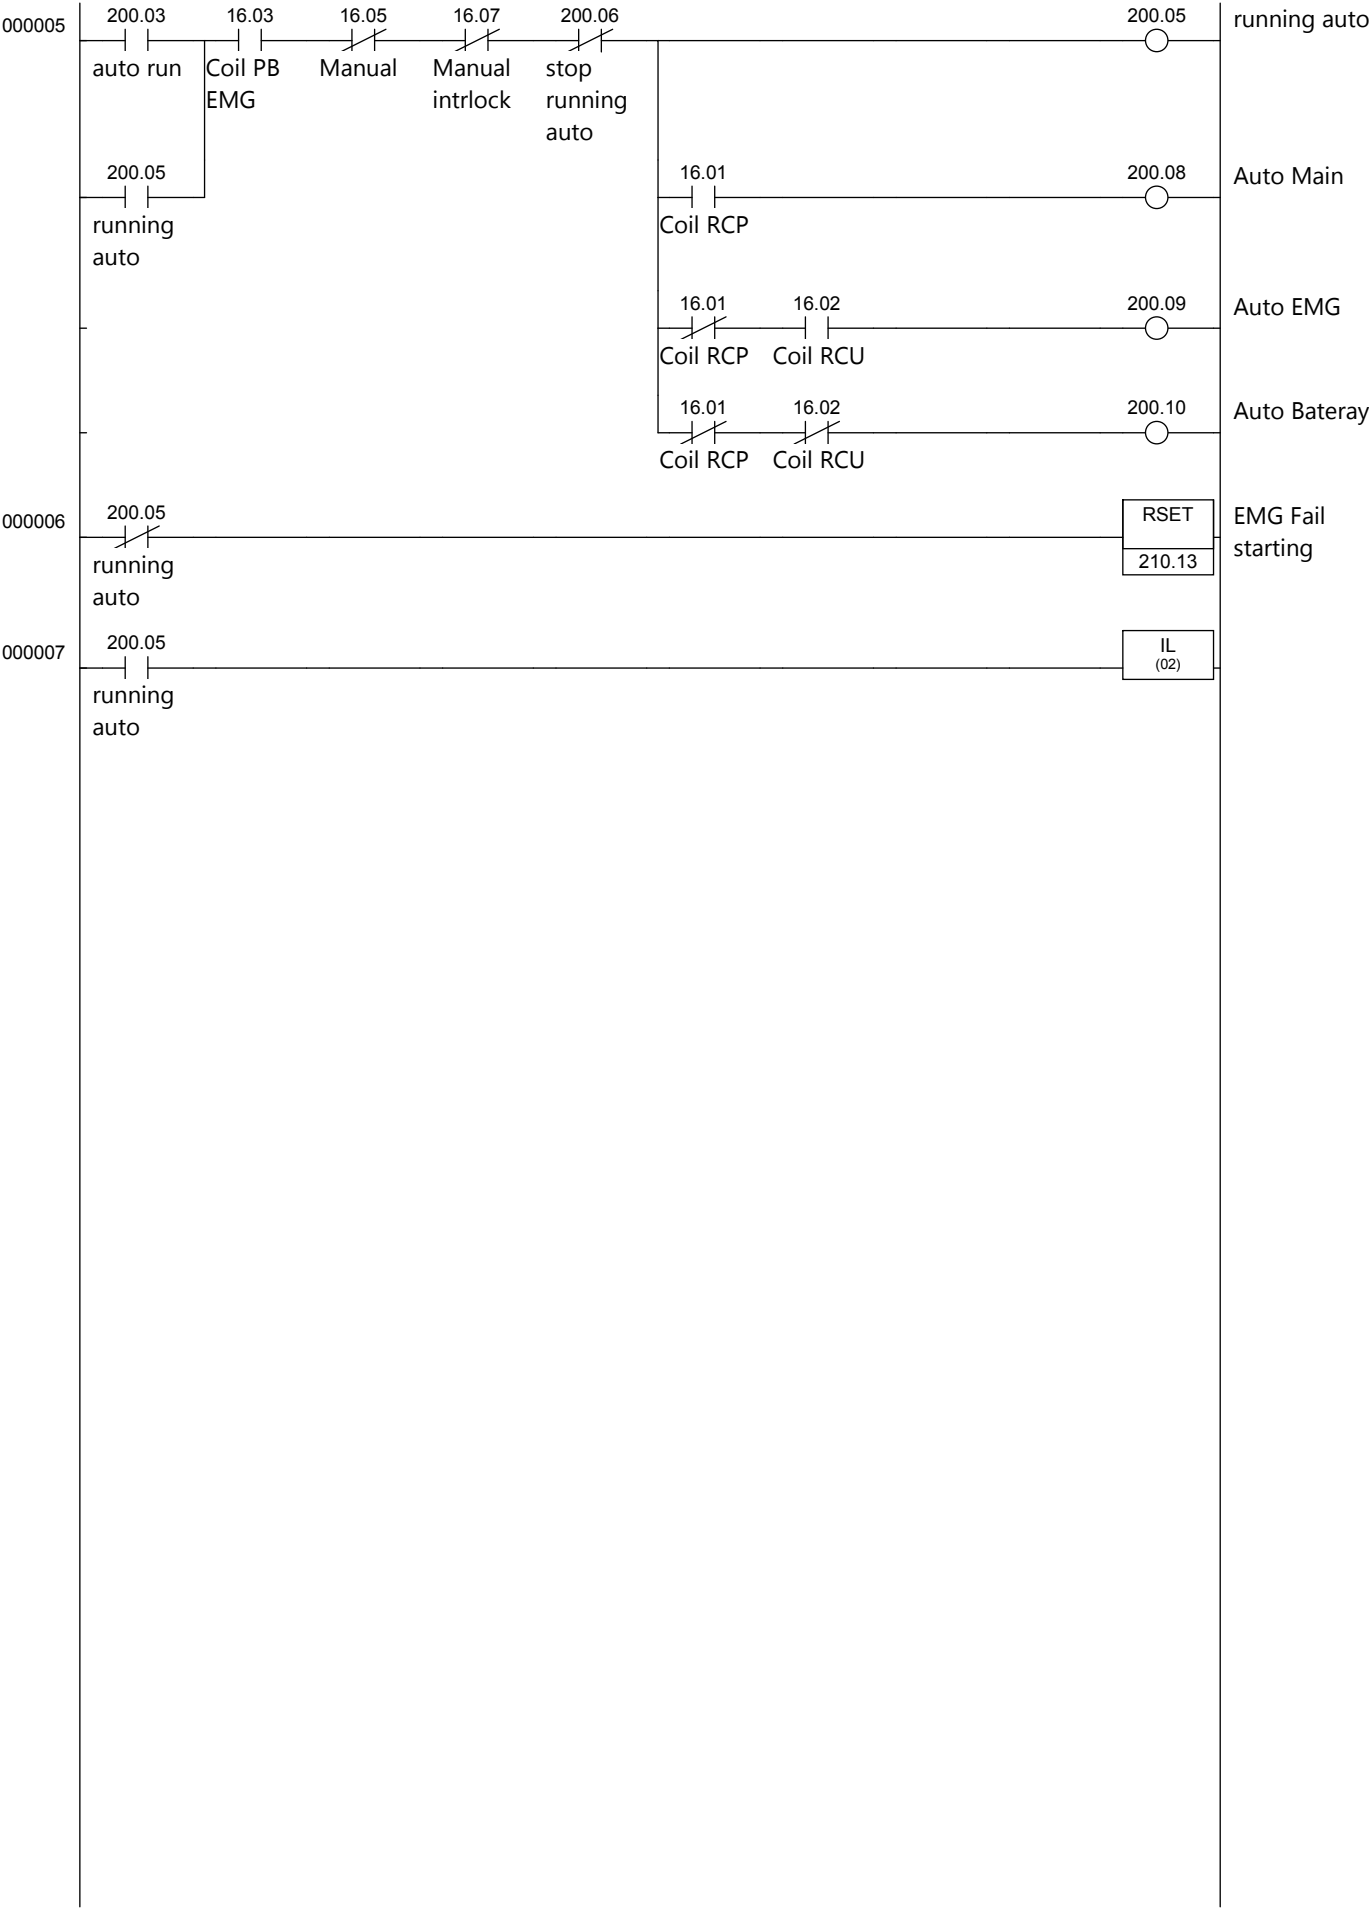 200.03 16.03 16.05 16.07 200.06 200.05 running auto
000005
auto run Coil PB Manual Manual stop
EMG intrlock running
auto
200.05 16.01 200.08 Auto Main
running Coil RCP
auto
16.01 16.02 200.09 Auto EMG
Coil RCP Coil RCU
16.01 16.02 200.10 Auto Bateray
Coil RCP Coil RCU
000006 200.05 RSET EMG Fail
starting
210.13
running
auto
000007 200.05 IL
(02)
running
auto